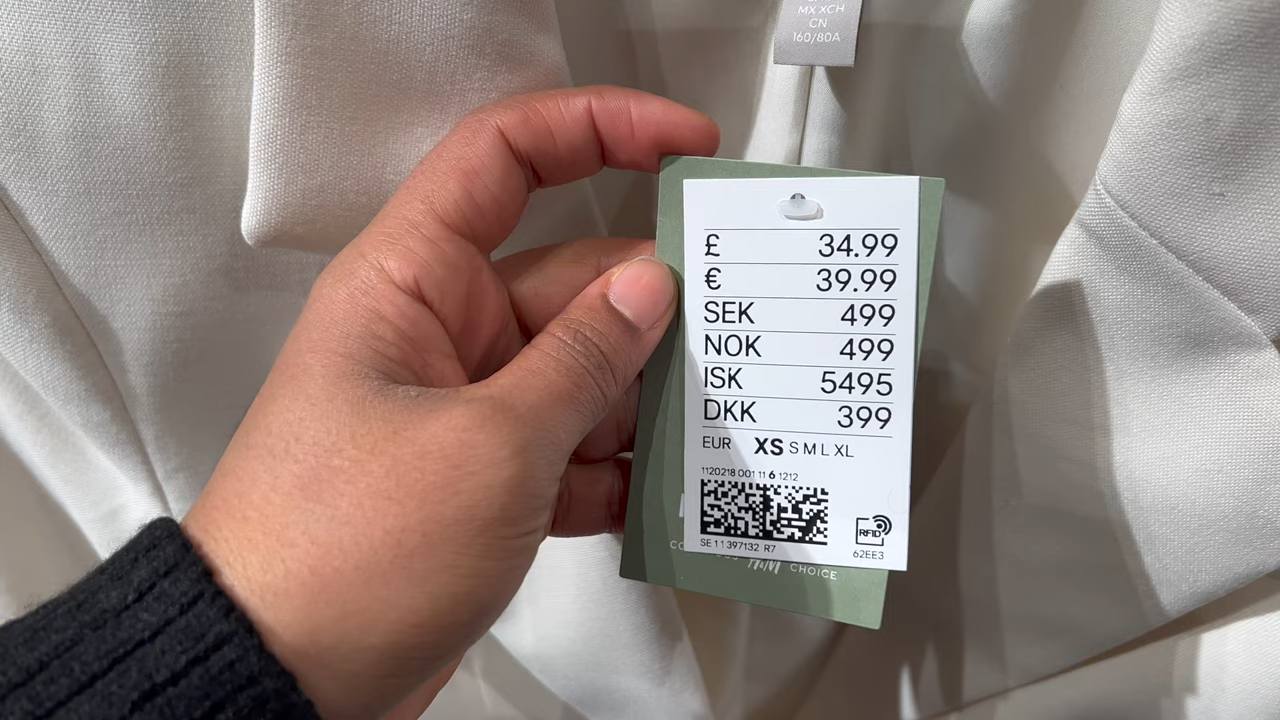 MX XCH
CN
160/80A
£ 34.99
€ 39.99
SEK 499
NOK 499
ISK 5495
DKK 399
EUR XS S M L XL
1120218 001 11 6 1212
RFID
SE 11 397132 R7
62EE3
H&M CHOICE